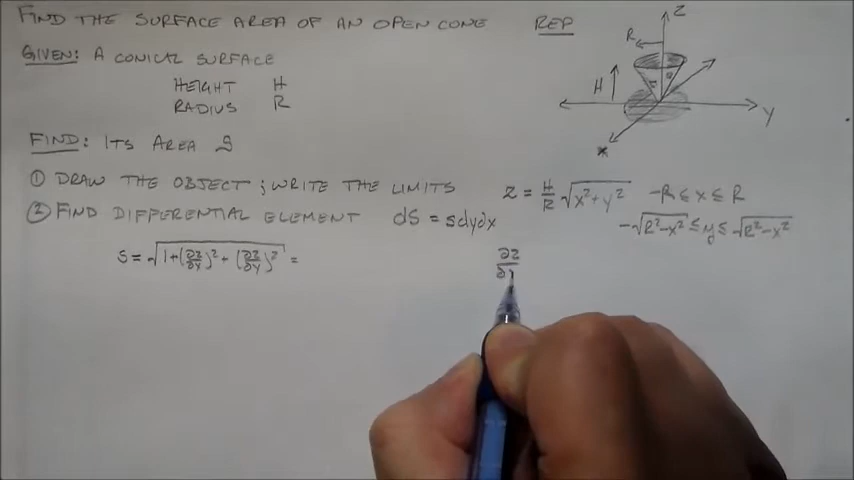 FIND THE SURFACE AREA OF AN OPEN CONE REP
GIVEN: A CONICAL SURFACE
HEIGHT H
RADIUS R
FIND: ITS AREA S
① DRAW THE OBJECT ; WRITE THE LIMITS z = H/R √(x²+y²) -R ≤ x ≤ R
② FIND DIFFERENTIAL ELEMENT dS = sdydx -√(R²-x²) ≤ y ≤ √(R²-x²)
s = √(1+(∂z/∂x)²+(∂z/∂y)²) = ∂z/∂
Z
R
H
Y
X